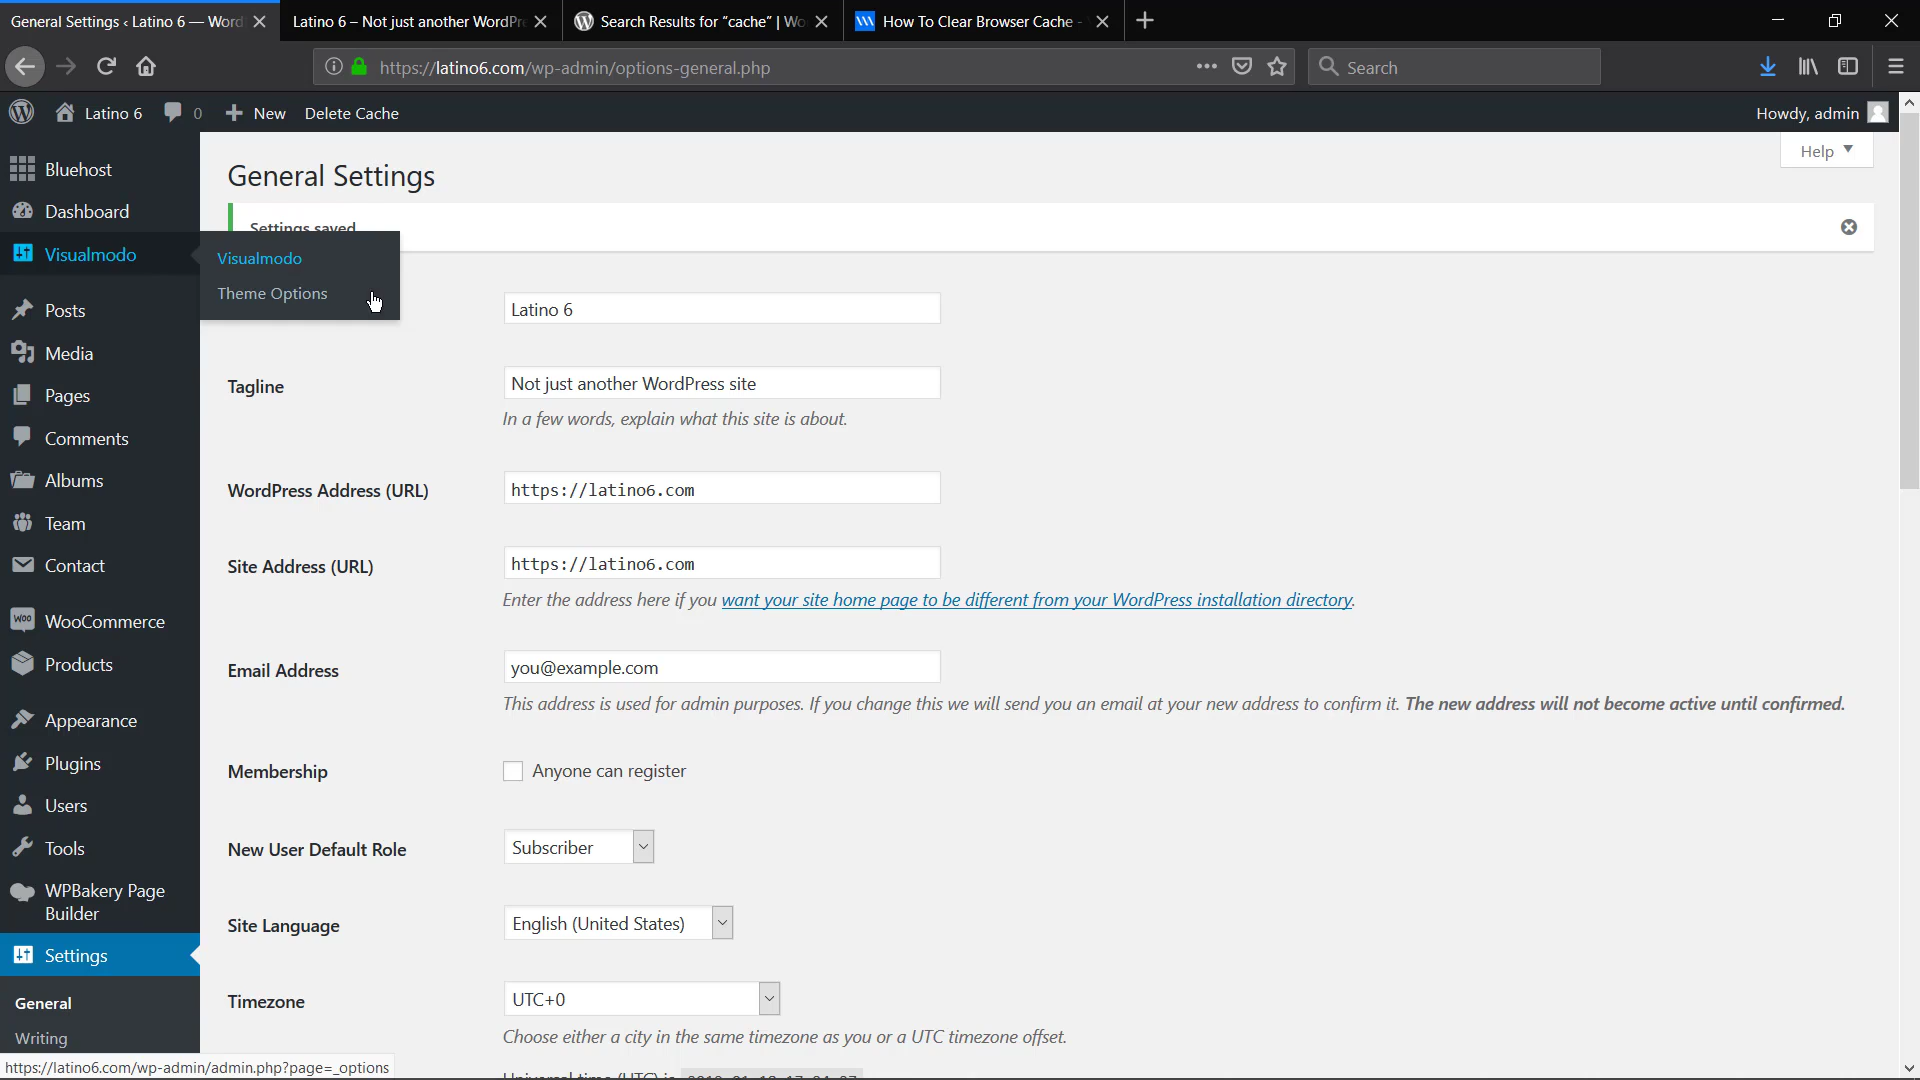 General Settings ‹ Latino 6 — Word
Latino 6 – Not just another WordPre
Search Results for “cache” | Wo
How To Clear Browser Cache -
https://latino6.com/wp-admin/options-general.php
Search
Latino 6
0
New
Delete Cache
Howdy, admin
Help
Bluehost
Dashboard
Visualmodo
Visualmodo
Theme Options
Posts
Media
Pages
Comments
Albums
Team
Contact
WOO
WooCommerce
Products
Appearance
Plugins
Users
Tools
WPBakery Page
Builder
Settings
General
Writing
General Settings
Settings saved
Latino 6
Tagline
Not just another WordPress site
In a few words, explain what this site is about.
WordPress Address (URL)
https://latino6.com
Site Address (URL)
https://latino6.com
Enter the address here if you want your site home page to be different from your WordPress installation directory.
Email Address
you@example.com
This address is used for admin purposes. If you change this we will send you an email at your new address to confirm it. The new address will not become active until confirmed.
Membership
Anyone can register
New User Default Role
Subscriber
Site Language
English (United States)
Timezone
UTC+0
Choose either a city in the same timezone as you or a UTC timezone offset.
Universal time (UTC) is
https://latino6.com/wp-admin/admin.php?page=_options